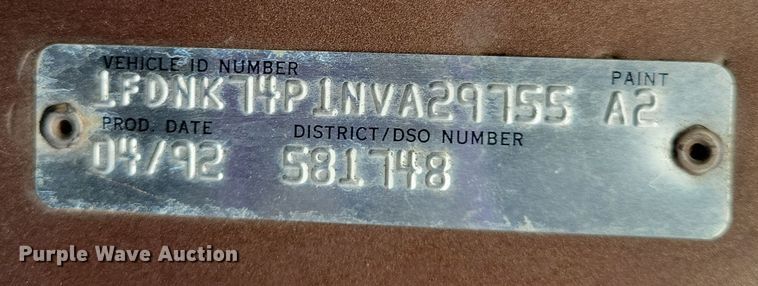 VEHICLE ID NUMBER PAINT
1FDNK74P1NVA29755 A2
PROD. DATE DISTRICT/DSO NUMBER
04/92 581748
Purple Wave Auction